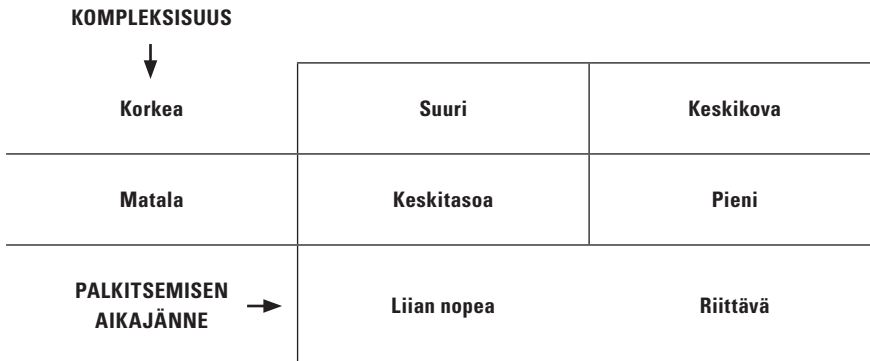 KOMPLEKSISUUS
Korkea Suuri Keskikova
Matala Keskitasoa Pieni
PALKITSEMISEN
AIKAJÄNNE Liian nopea Riittävä